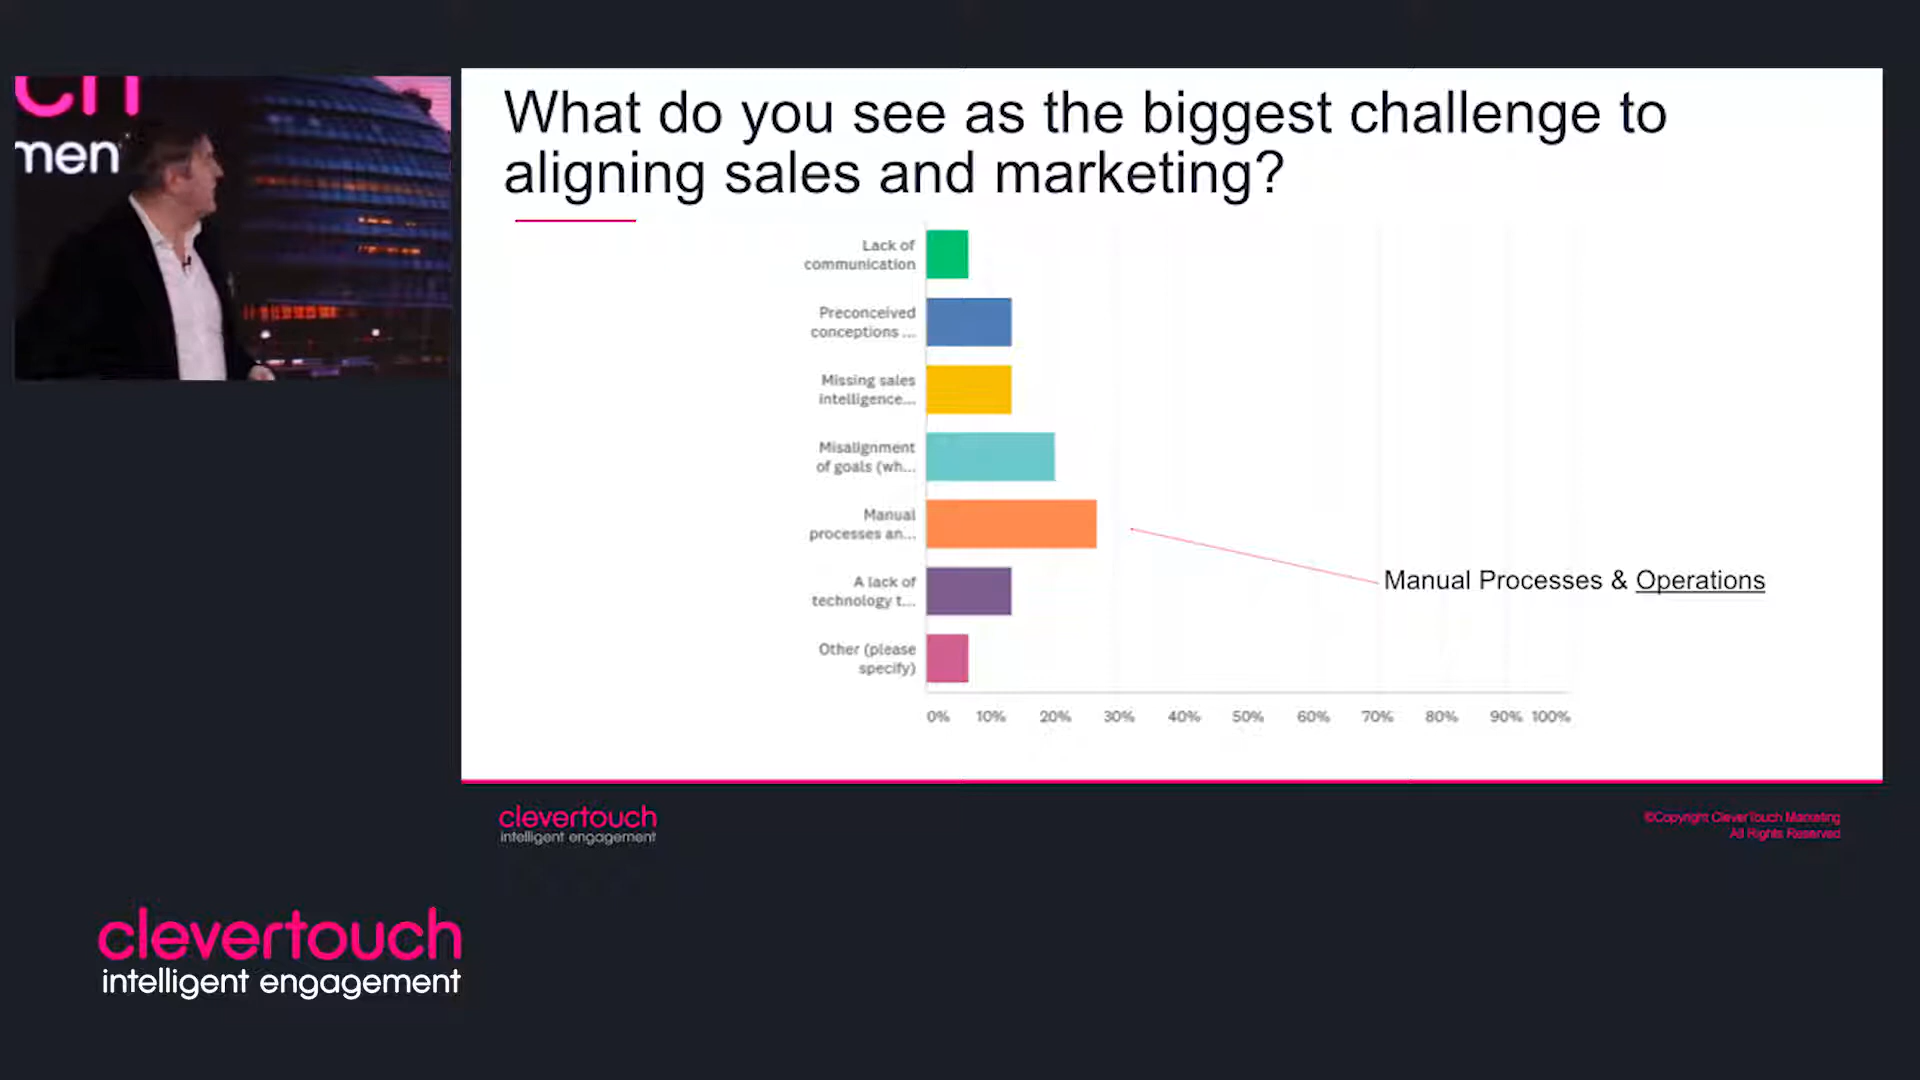 ch
men
What do you see as the biggest challenge to
aligning sales and marketing?
Lack of
communication
Preconceived
conceptions ...
Missing sales
intelligence...
Misalignment
of goals (wh...
Manual
processes an...
A lack of
technology t...
Other (please
specify)
0% 10% 20% 30% 40% 50% 60% 70% 80% 90% 100%
Manual Processes & Operations
clevertouch
intelligent engagement
©Copyright CleverTouch Marketing
All Rights Reserved
clevertouch
intelligent engagement